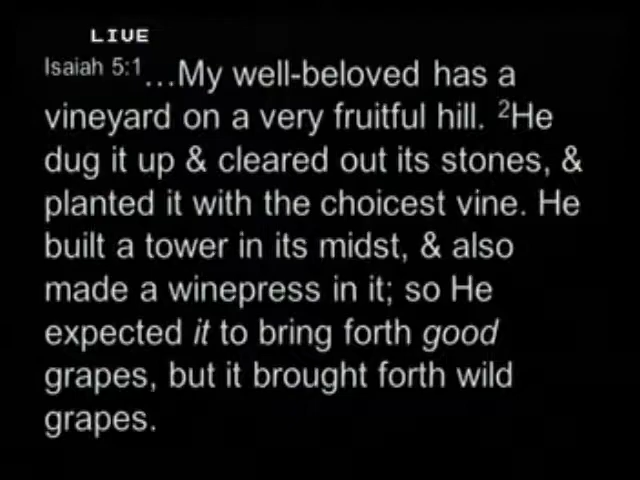 LIVE
Isaiah 5:1...My well-beloved has a
vineyard on a very fruitful hill. 2He
dug it up & cleared out its stones, &
planted it with the choicest vine. He
built a tower in its midst, & also
made a winepress in it; so He
expected it to bring forth good
grapes, but it brought forth wild
grapes.